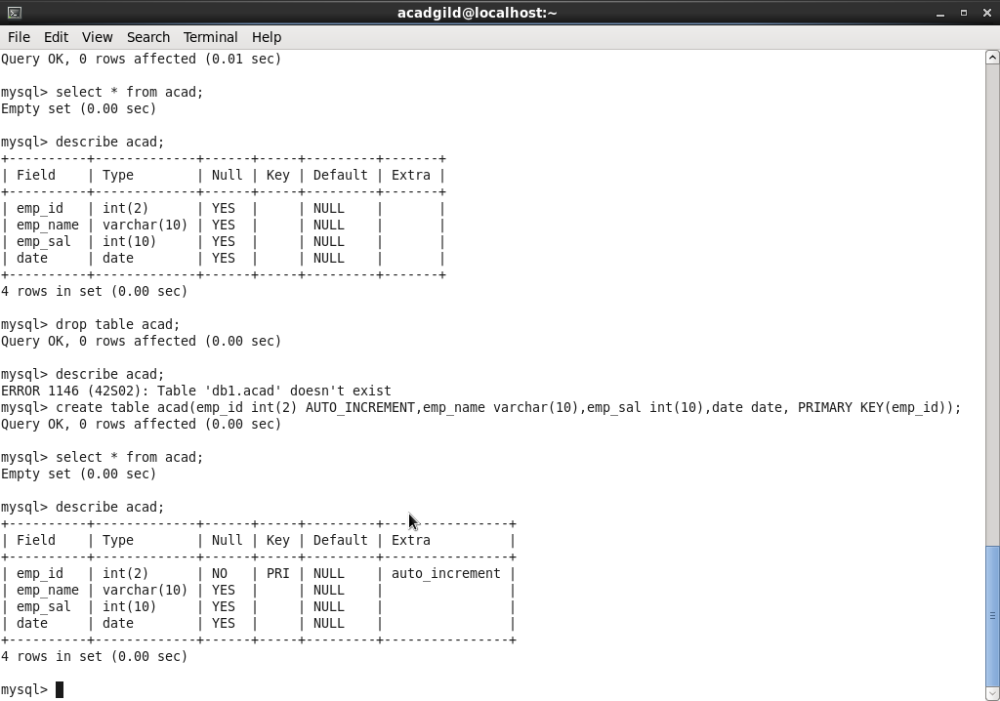 acadgild@localhost:~
File Edit View Search Terminal Help
Query OK, 0 rows affected (0.01 sec)

mysql> select * from acad;
Empty set (0.00 sec)

mysql> describe acad;
+----------+-------------+------+-----+---------+-------+
| Field    | Type        | Null | Key | Default | Extra |
+----------+-------------+------+-----+---------+-------+
| emp_id   | int(2)      | YES  |     | NULL    |       |
| emp_name | varchar(10) | YES  |     | NULL    |       |
| emp_sal  | int(10)     | YES  |     | NULL    |       |
| date     | date        | YES  |     | NULL    |       |
+----------+-------------+------+-----+---------+-------+
4 rows in set (0.00 sec)

mysql> drop table acad;
Query OK, 0 rows affected (0.00 sec)

mysql> describe acad;
ERROR 1146 (42S02): Table 'db1.acad' doesn't exist
mysql> create table acad(emp_id int(2) AUTO_INCREMENT,emp_name varchar(10),emp_sal int(10),date date, PRIMARY KEY(emp_id));
Query OK, 0 rows affected (0.00 sec)

mysql> select * from acad;
Empty set (0.00 sec)

mysql> describe acad;
+----------+-------------+------+-----+---------+----------------+
| Field    | Type        | Null | Key | Default | Extra          |
+----------+-------------+------+-----+---------+----------------+
| emp_id   | int(2)      | NO   | PRI | NULL    | auto_increment |
| emp_name | varchar(10) | YES  |     | NULL    |                |
| emp_sal  | int(10)     | YES  |     | NULL    |                |
| date     | date        | YES  |     | NULL    |                |
+----------+-------------+------+-----+---------+----------------+
4 rows in set (0.00 sec)

mysql>